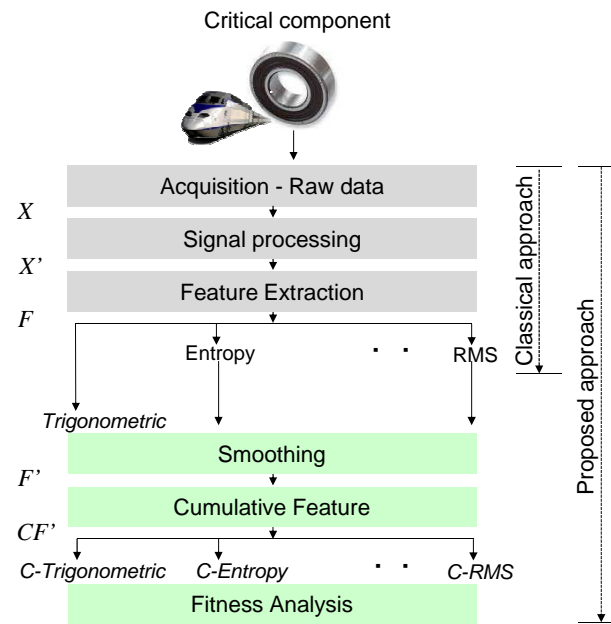 Critical component
Acquisition - Raw data
X
Signal processing
X’
Feature Extraction
F
Entropy
. .
RMS
Trigonometric
Smoothing
F’
Cumulative Feature
CF’
C-Trigonometric
C-Entropy
. .
C-RMS
Fitness Analysis
Classical approach
Proposed approach